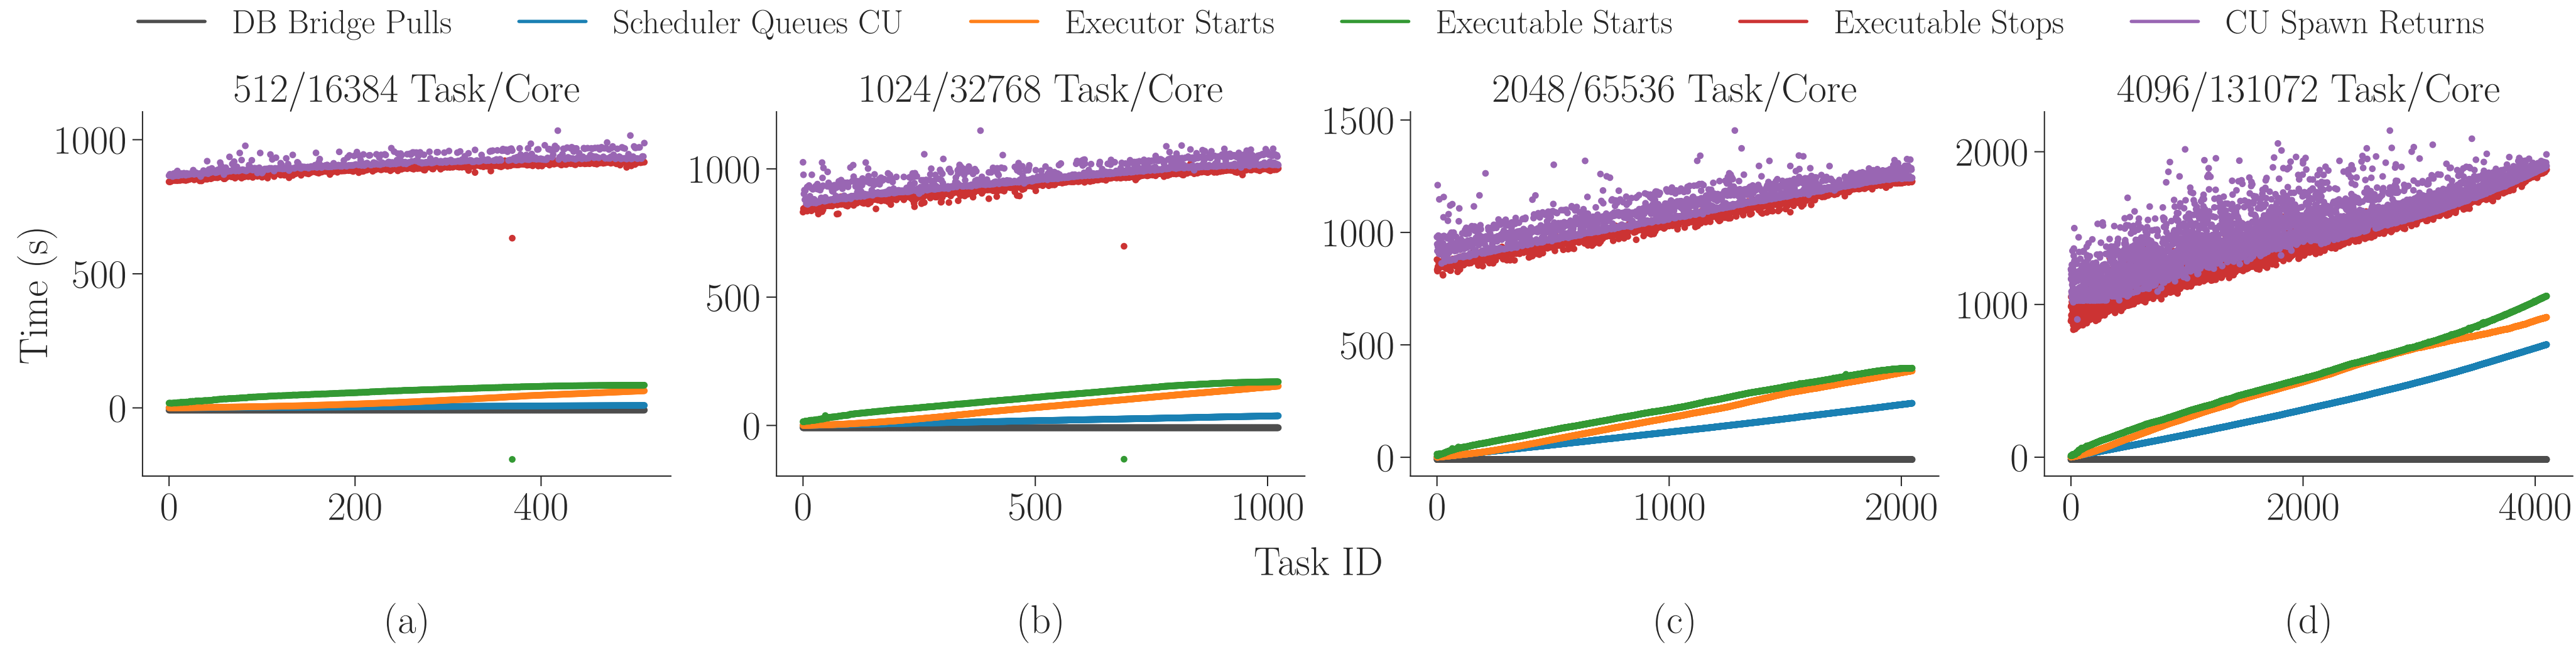 DB Bridge Pulls Scheduler Queues CU Executor Starts Executable Starts Executable Stops CU Spawn Returns
512/16384 Task/Core 1024/32768 Task/Core 2048/65536 Task/Core 4096/131072 Task/Core
Time (s)
1000
500
0
0 200 400
1000
500
0
0 500 1000
1500
1000
500
0
0 1000 2000
2000
1000
0
0 2000 4000
Task ID
(a) (b) (c) (d)